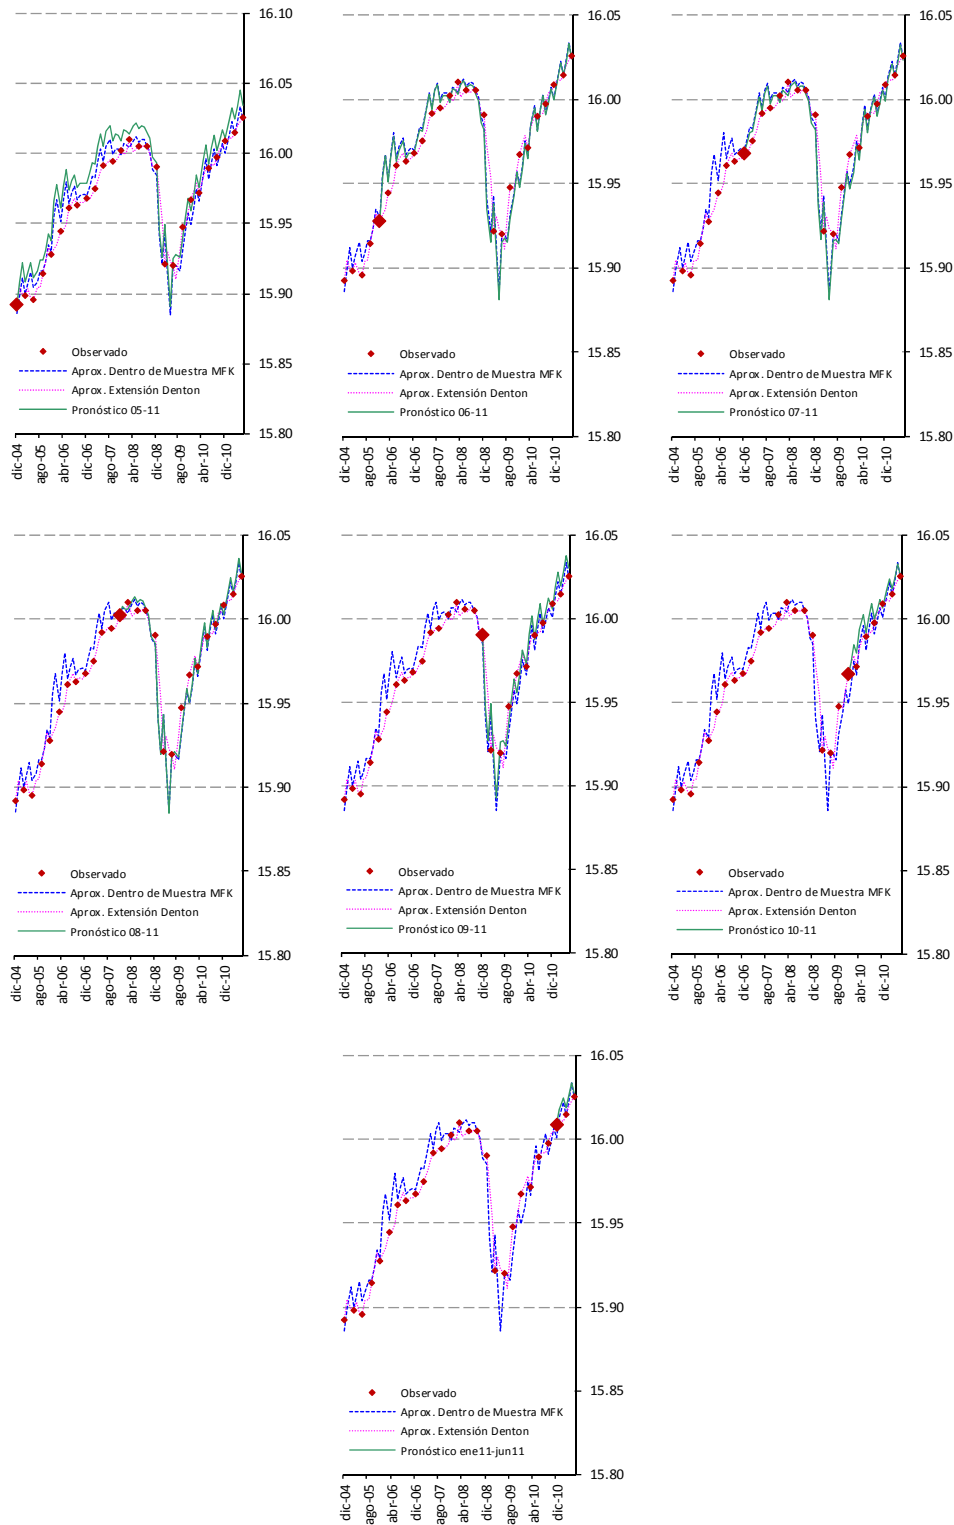 16.10
16.05
16.00
15.95
15.90
15.85
15.80
Observado
Aprox. Dentro de Muestra MFK
Aprox. Extensión Denton
Pronóstico 05-11
dic-04
ago-05
abr-06
dic-06
ago-07
abr-08
dic-08
ago-09
abr-10
dic-10
16.05
16.00
15.95
15.90
15.85
15.80
Observado
Aprox. Dentro de Muestra MFK
Aprox. Extensión Denton
Pronóstico 06-11
dic-04
ago-05
abr-06
dic-06
ago-07
abr-08
dic-08
ago-09
abr-10
dic-10
16.05
16.00
15.95
15.90
15.85
15.80
Observado
Aprox. Dentro de Muestra MFK
Aprox. Extensión Denton
Pronóstico 07-11
dic-04
ago-05
abr-06
dic-06
ago-07
abr-08
dic-08
ago-09
abr-10
dic-10
16.05
16.00
15.95
15.90
15.85
15.80
Observado
Aprox. Dentro de Muestra MFK
Aprox. Extensión Denton
Pronóstico 08-11
dic-04
ago-05
abr-06
dic-06
ago-07
abr-08
dic-08
ago-09
abr-10
dic-10
16.05
16.00
15.95
15.90
15.85
15.80
Observado
Aprox. Dentro de Muestra MFK
Aprox. Extensión Denton
Pronóstico 09-11
dic-04
ago-05
abr-06
dic-06
ago-07
abr-08
dic-08
ago-09
abr-10
dic-10
16.05
16.00
15.95
15.90
15.85
15.80
Observado
Aprox. Dentro de Muestra MFK
Aprox. Extensión Denton
Pronóstico 10-11
dic-04
ago-05
abr-06
dic-06
ago-07
abr-08
dic-08
ago-09
abr-10
dic-10
16.05
16.00
15.95
15.90
15.85
15.80
Observado
Aprox. Dentro de Muestra MFK
Aprox. Extensión Denton
Pronóstico ene11-jun11
dic-04
ago-05
abr-06
dic-06
ago-07
abr-08
dic-08
ago-09
abr-10
dic-10